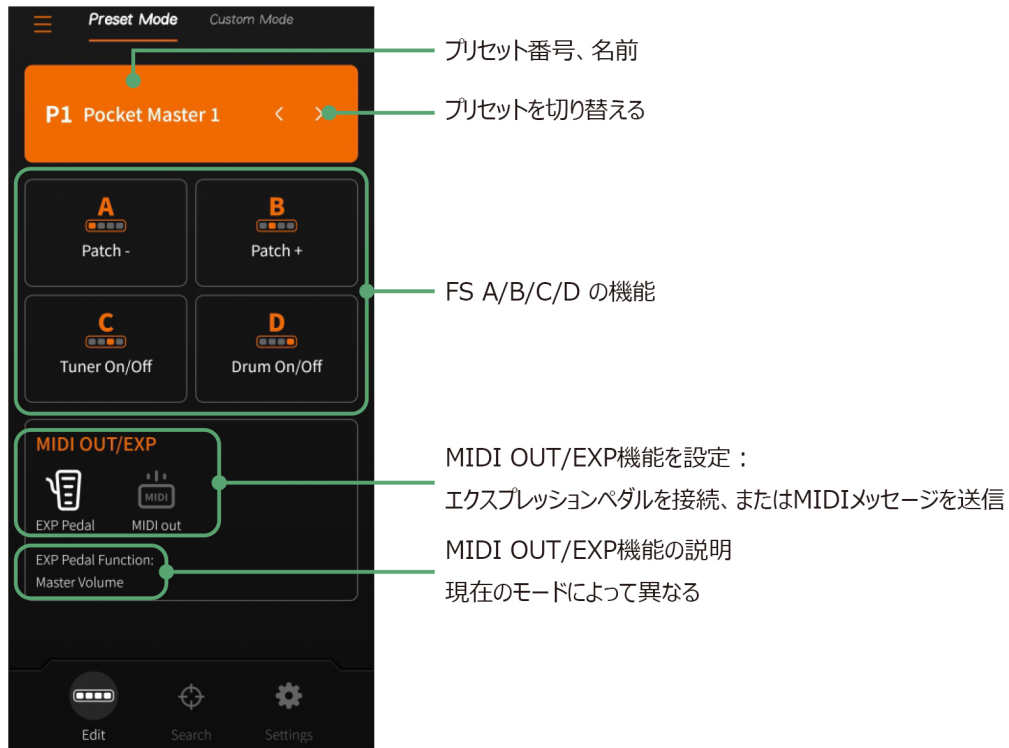 Preset Mode Custom Mode
プリセット番号、名前
P1 Pocket Master 1 < >
プリセットを切り替える
A B
Patch - Patch +
FS A/B/C/D の機能
C D
Tuner On/Off Drum On/Off
MIDI OUT/EXP
MIDI OUT/EXP機能を設定：
MIDI
エクスプレッションペダルを接続、またはMIDIメッセージを送信
EXP Pedal MIDI out
MIDI OUT/EXP機能の説明
EXP Pedal Function:
Master Volume
現在のモードによって異なる
Edit Search Settings